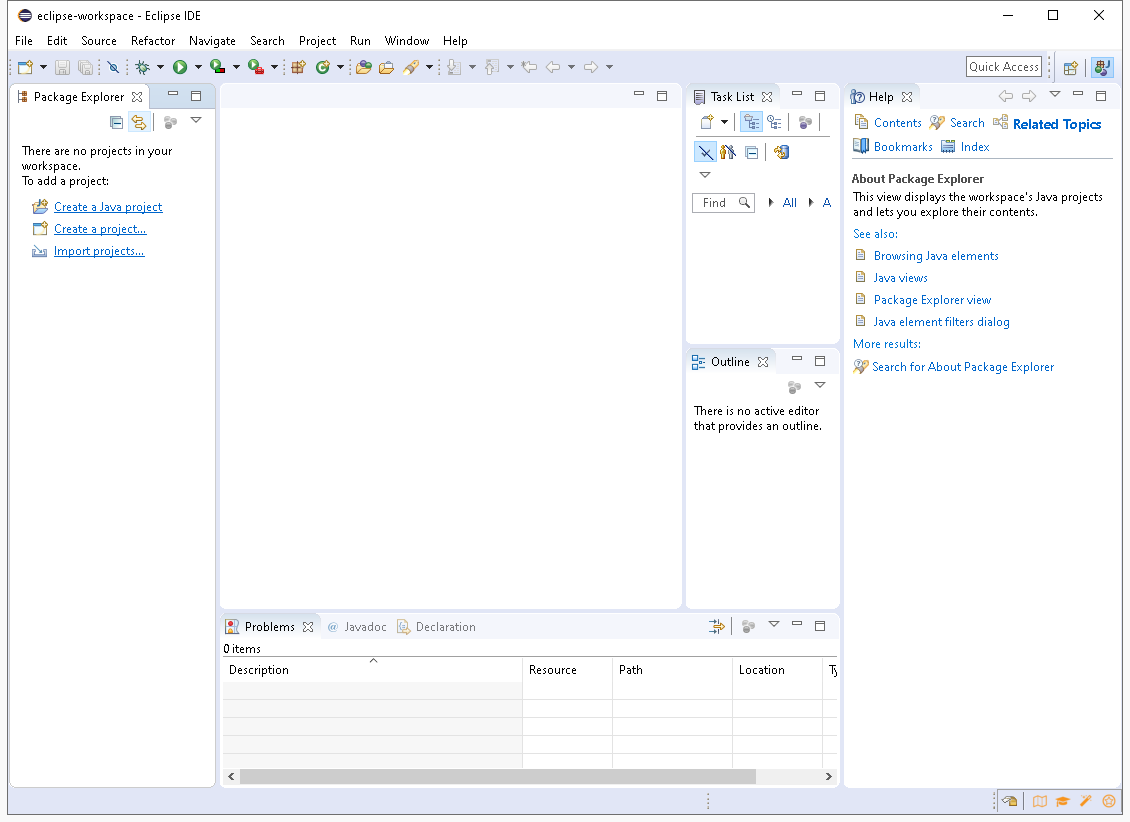 eclipse-workspace - Eclipse IDE
File Edit Source Refactor Navigate Search Project Run Window Help
Quick Access
Package Explorer
There are no projects in your
workspace.
To add a project:
Create a Java project
Create a project...
Import projects...
Task List
Find All A
Outline
There is no active editor
that provides an outline.
Help
Contents Search Related Topics
Bookmarks Index
About Package Explorer
This view displays the workspace's Java projects
and lets you explore their contents.
See also:
Browsing Java elements
Java views
Package Explorer view
Java element filters dialog
More results:
Search for About Package Explorer
Problems @ Javadoc Declaration
0 items
Description Resource Path Location Ty